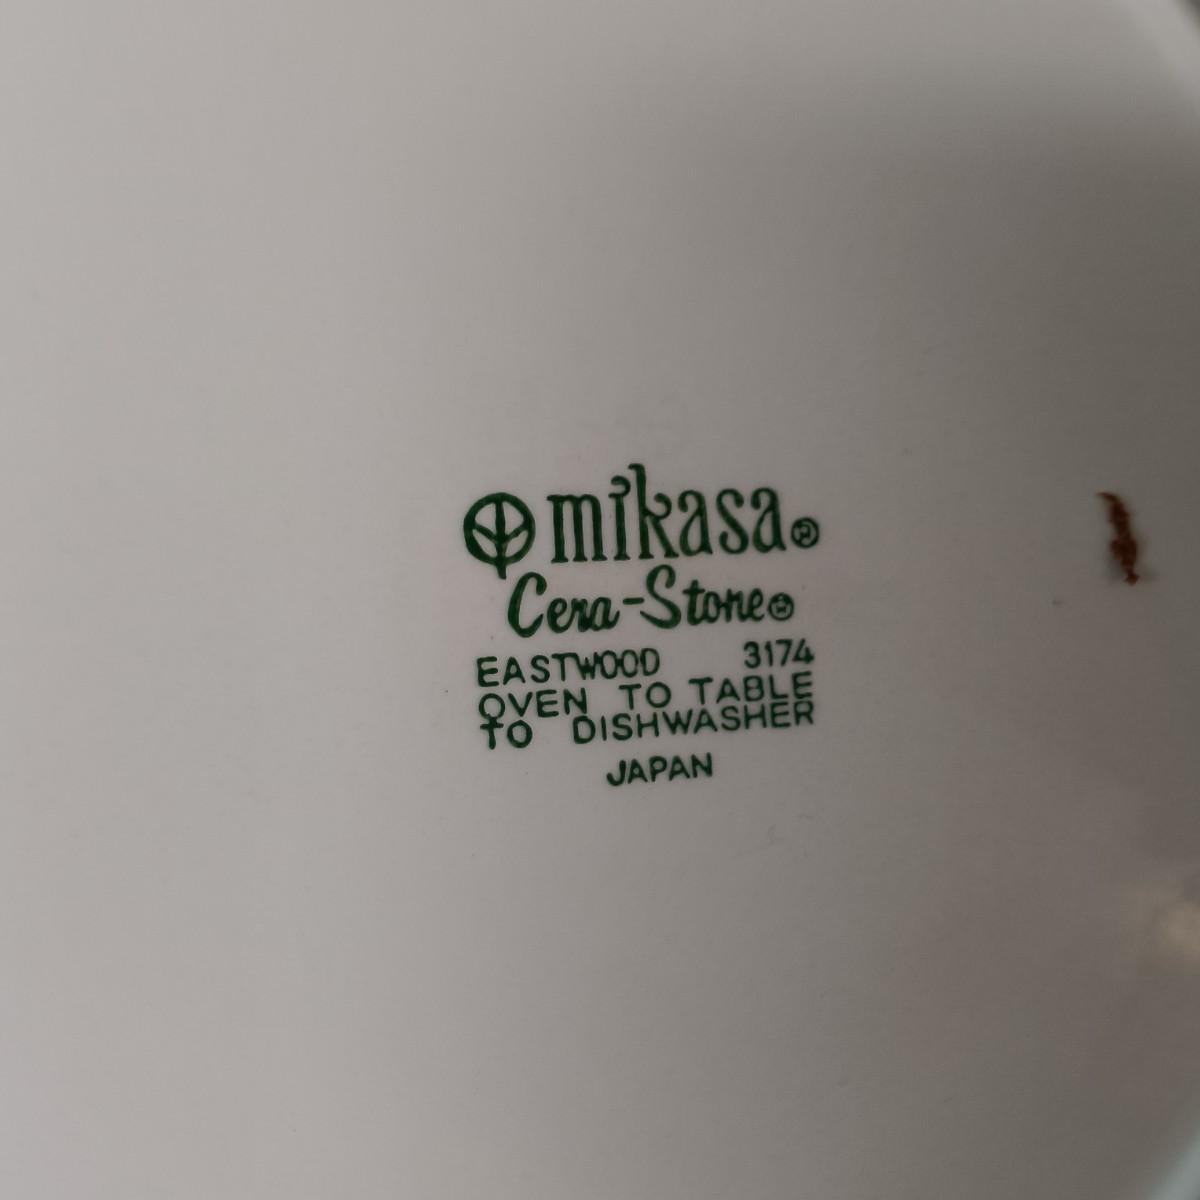 mikasa®
Cera-Stone®
EASTWOOD 3174
OVEN TO TABLE
TO DISHWASHER
JAPAN